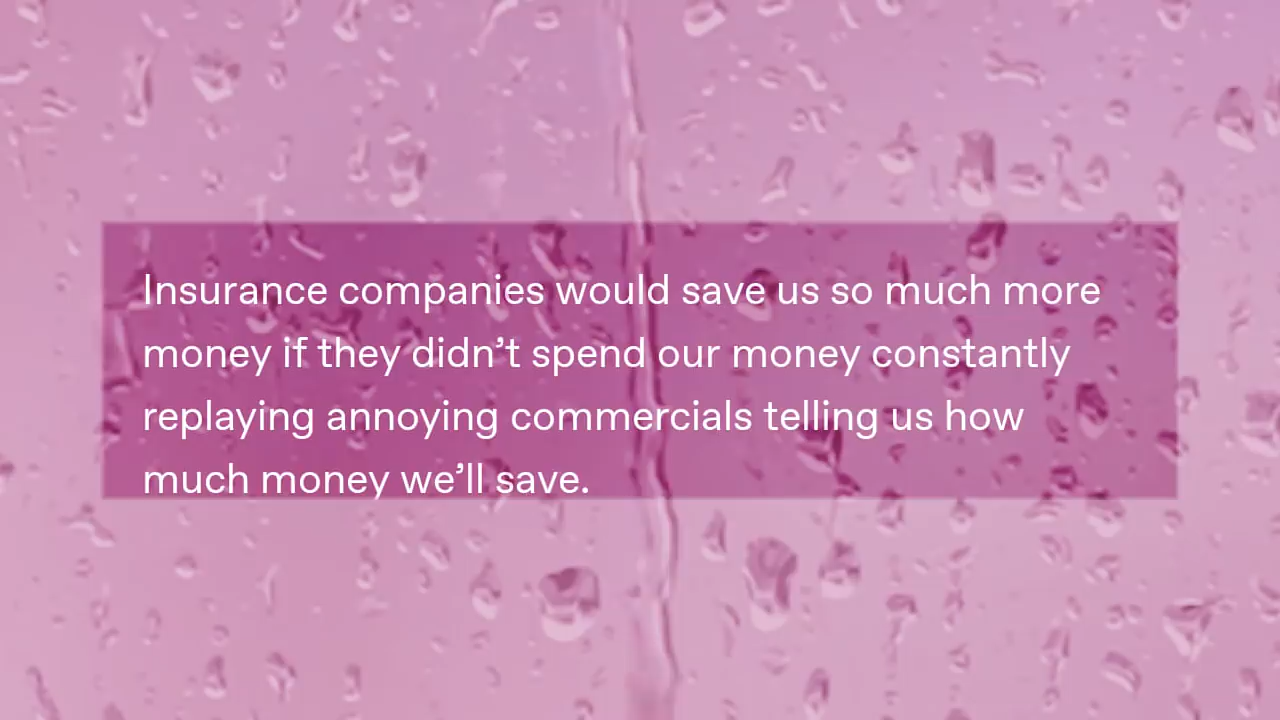 Insurance companies would save us so much more
money if they didn’t spend our money constantly
replaying annoying commercials telling us how
much money we’ll save.